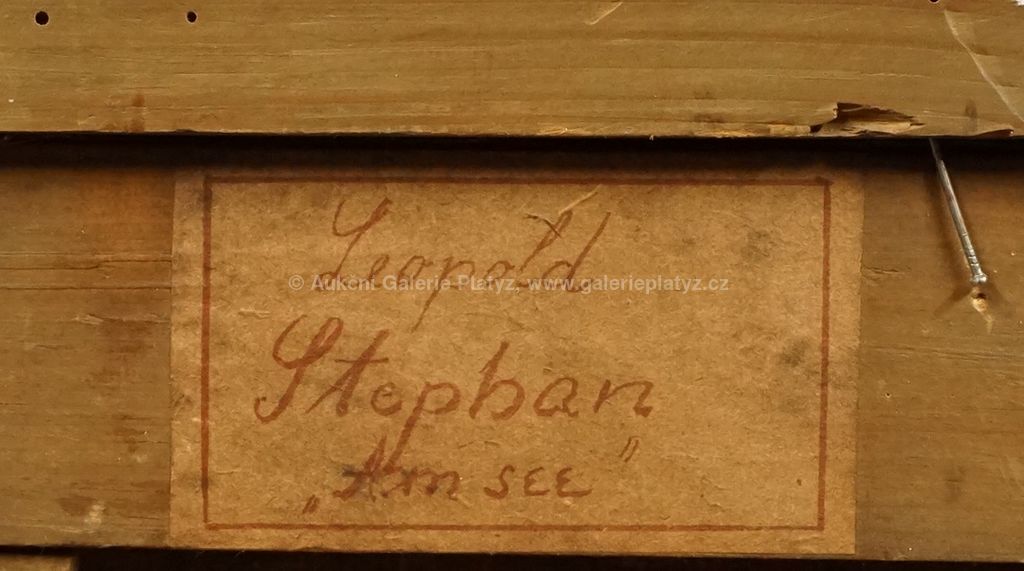 Leopold
© Aukční Galerie Platýz, www.galerieplatyz.cz
Stephan
„Am SEE"